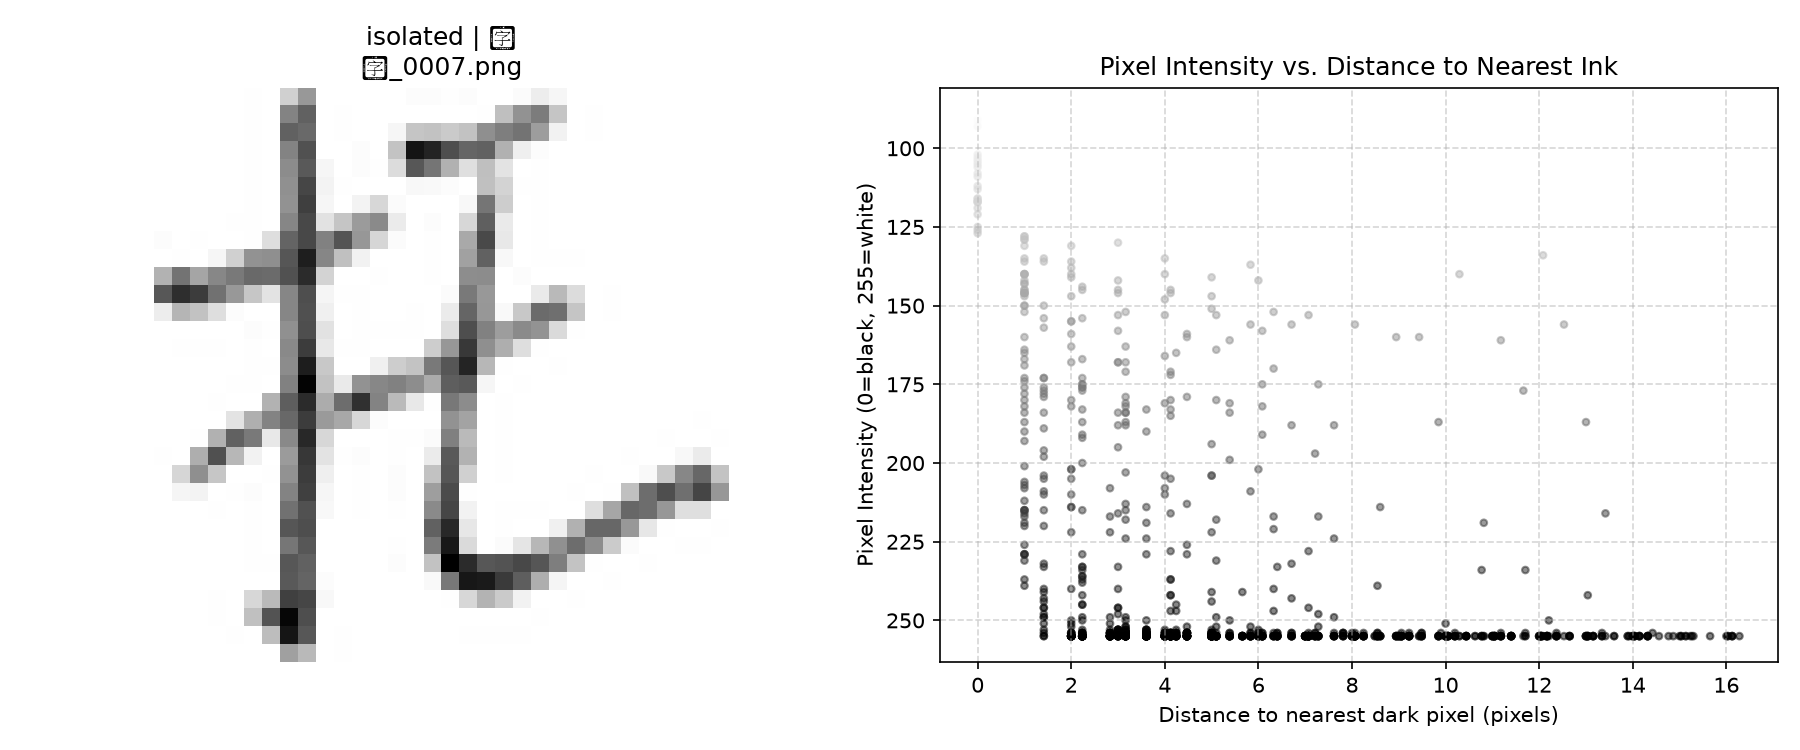 isolated |
_0007.png
托
Pixel Intensity vs. Distance to Nearest Ink
Pixel Intensity (0=black, 255=white)
100
125
150
175
200
225
250
0 2 4 6 8 10 12 14 16
Distance to nearest dark pixel (pixels)